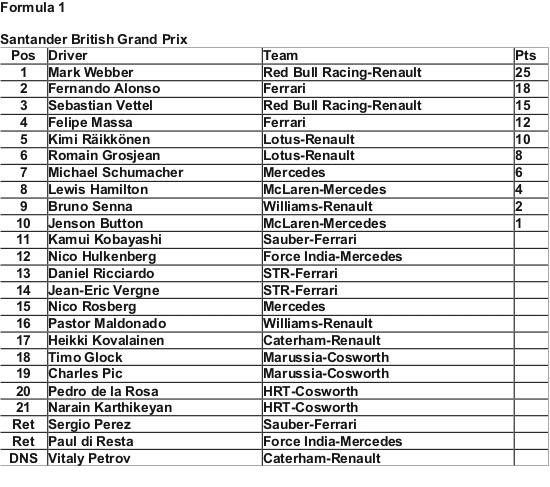 Formula 1
Santander British Grand Prix
Pos Driver Team Pts
1 Mark Webber Red Bull Racing-Renault 25
2 Fernando Alonso Ferrari 18
3 Sebastian Vettel Red Bull Racing-Renault 15
4 Felipe Massa Ferrari 12
5 Kimi Räikkönen Lotus-Renault 10
6 Romain Grosjean Lotus-Renault 8
7 Michael Schumacher Mercedes 6
8 Lewis Hamilton McLaren-Mercedes 4
9 Bruno Senna Williams-Renault 2
10 Jenson Button McLaren-Mercedes 1
11 Kamui Kobayashi Sauber-Ferrari
12 Nico Hulkenberg Force India-Mercedes
13 Daniel Ricciardo STR-Ferrari
14 Jean-Eric Vergne STR-Ferrari
15 Nico Rosberg Mercedes
16 Pastor Maldonado Williams-Renault
17 Heikki Kovalainen Caterham-Renault
18 Timo Glock Marussia-Cosworth
19 Charles Pic Marussia-Cosworth
20 Pedro de la Rosa HRT-Cosworth
21 Narain Karthikeyan HRT-Cosworth
Ret Sergio Perez Sauber-Ferrari
Ret Paul di Resta Force India-Mercedes
DNS Vitaly Petrov Caterham-Renault